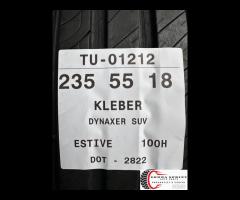 TU-01212
235 55 18
KLEBER
DYNAXER SUV
ESTIVE 100H
DOT - 2822